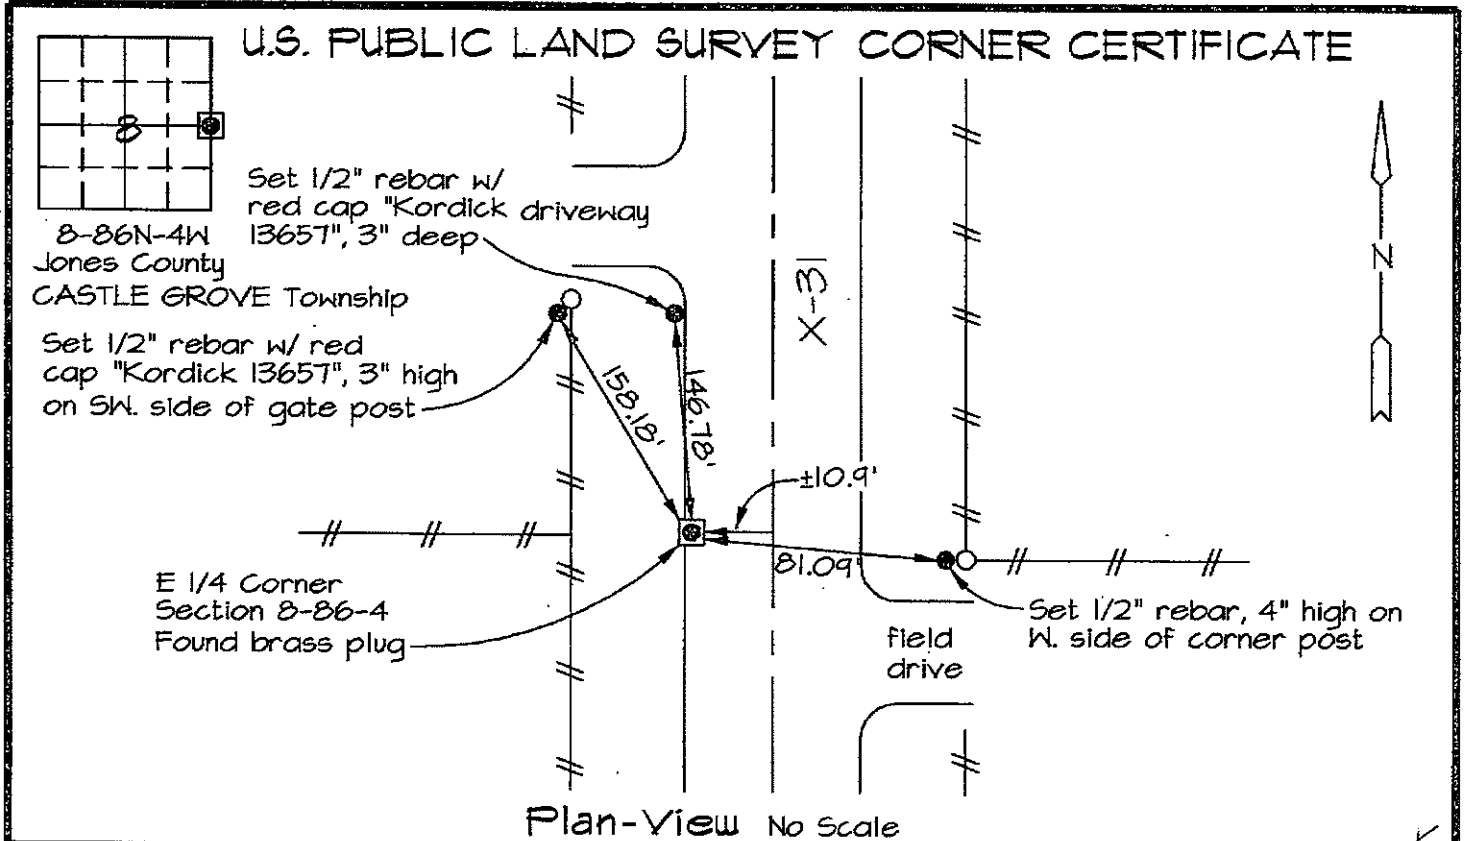 U.S. PUBLIC LAND SURVEY CORNER CERTIFICATE
8
8-86N-4W
Jones County
CASTLE GROVE Township
Set 1/2" rebar w/
red cap "Kordick
13657", 3" deep
driveway
Set 1/2" rebar w/ red
cap "Kordick 13657", 3" high
on SW. side of gate post
X-31
N
158.18'
146.78'
±10.9'
81.09'
E 1/4 Corner
Section 8-86-4
Found brass plug
Set 1/2" rebar, 4" high on
W. side of corner post
field
drive
Plan-View No Scale